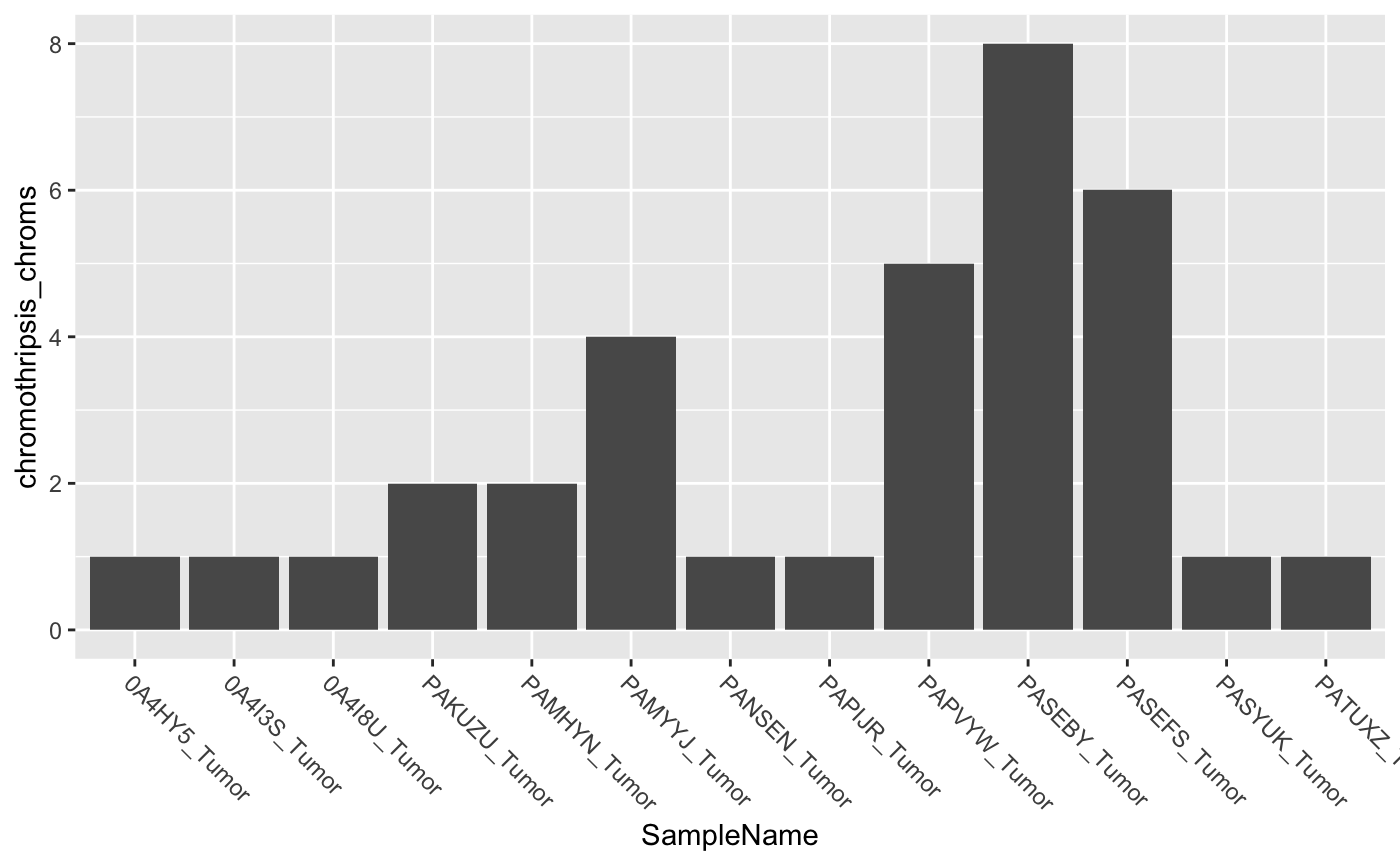 chromothripsis_chroms
8
6
4
2
0
0A4HY5_Tumor
0A4I3S_Tumor
0A4I8U_Tumor
PAKUZU_Tumor
PAMHYN_Tumor
PAMYYJ_Tumor
PANSEN_Tumor
PAPIJR_Tumor
PAPVYW_Tumor
PASEBY_Tumor
PASEFS_Tumor
PASYUK_Tumor
PATUXZ_
SampleName